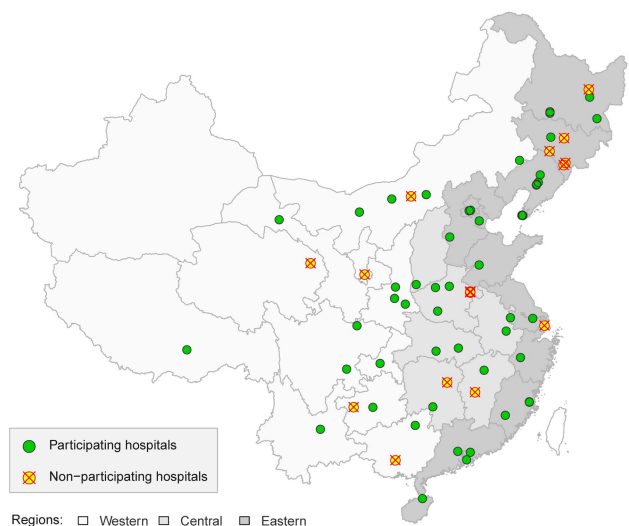 Participating hospitals
Non−participating hospitals
Regions: Western Central Eastern